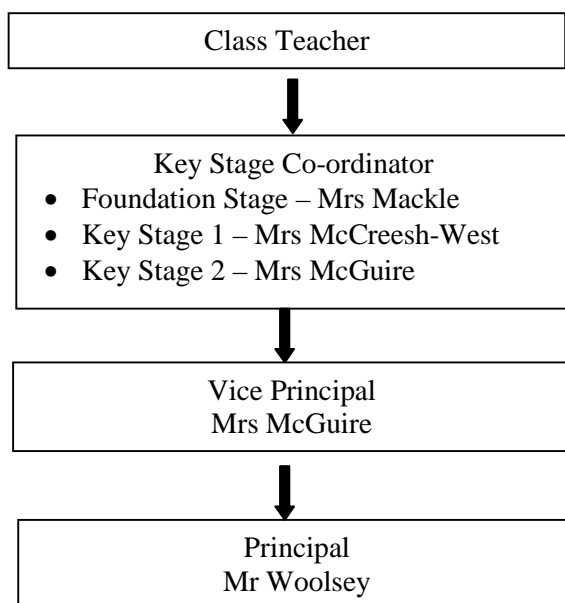 Class Teacher
Key Stage Co-ordinator
• Foundation Stage – Mrs Mackle
• Key Stage 1 – Mrs McCreesh-West
• Key Stage 2 – Mrs McGuire
Vice Principal
Mrs McGuire
Principal
Mr Woolsey